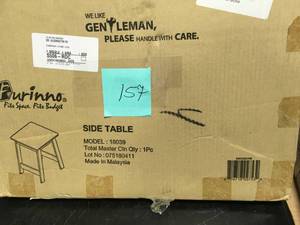 WE LIKE
GENTLEMAN,
PLEASE HANDLE WITH CARE.
157
Furinno
Fits Space, Fits Budget
SIDE TABLE
MODEL : 18039
Total Master Ctn Qty : 1Pc
Lot No : 075180411
Made in Malaysia